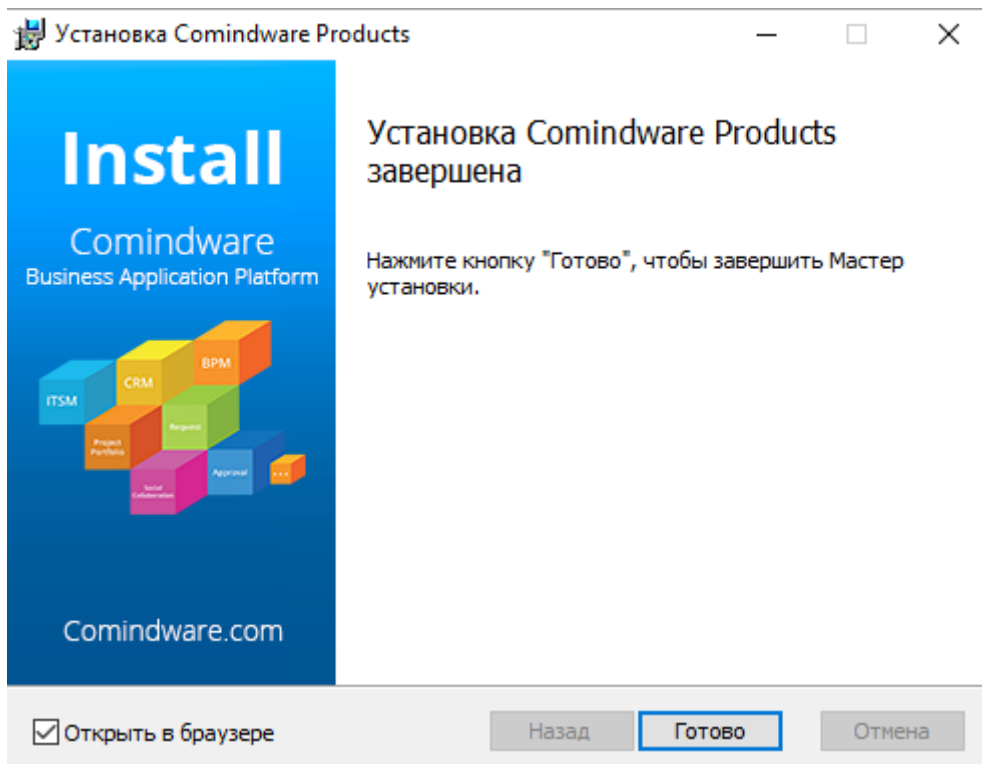 Установка Comindware Products
Install
Comindware
Business Application Platform
ITSM
CRM
BPM
Project
Portfolio
Request
Social
Collaboration
Approval
...
Comindware.com
Установка Comindware Products
завершена
Нажмите кнопку "Готово", чтобы завершить Мастер
установки.
Открыть в браузере
Назад
Готово
Отмена